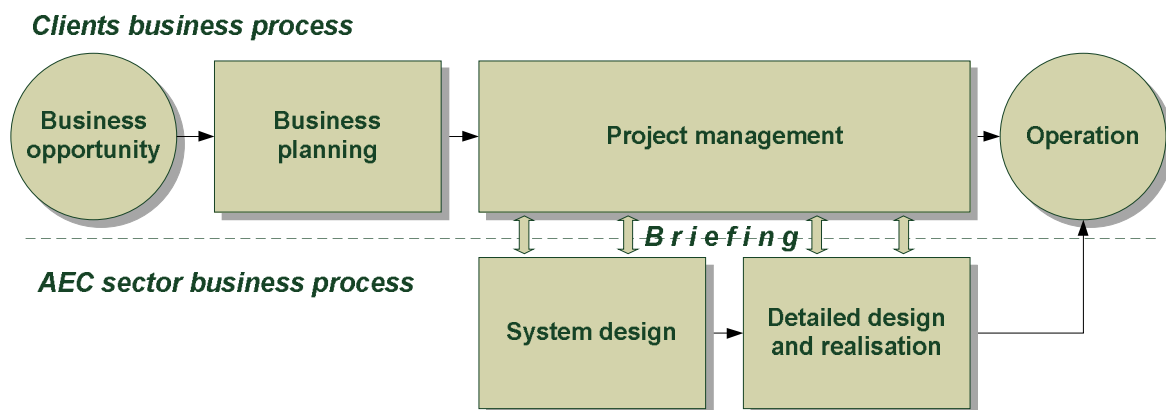 Clients business process
Business
opportunity
Business
planning
Project management
Operation
Briefing
AEC sector business process
System design
Detailed design
and realisation